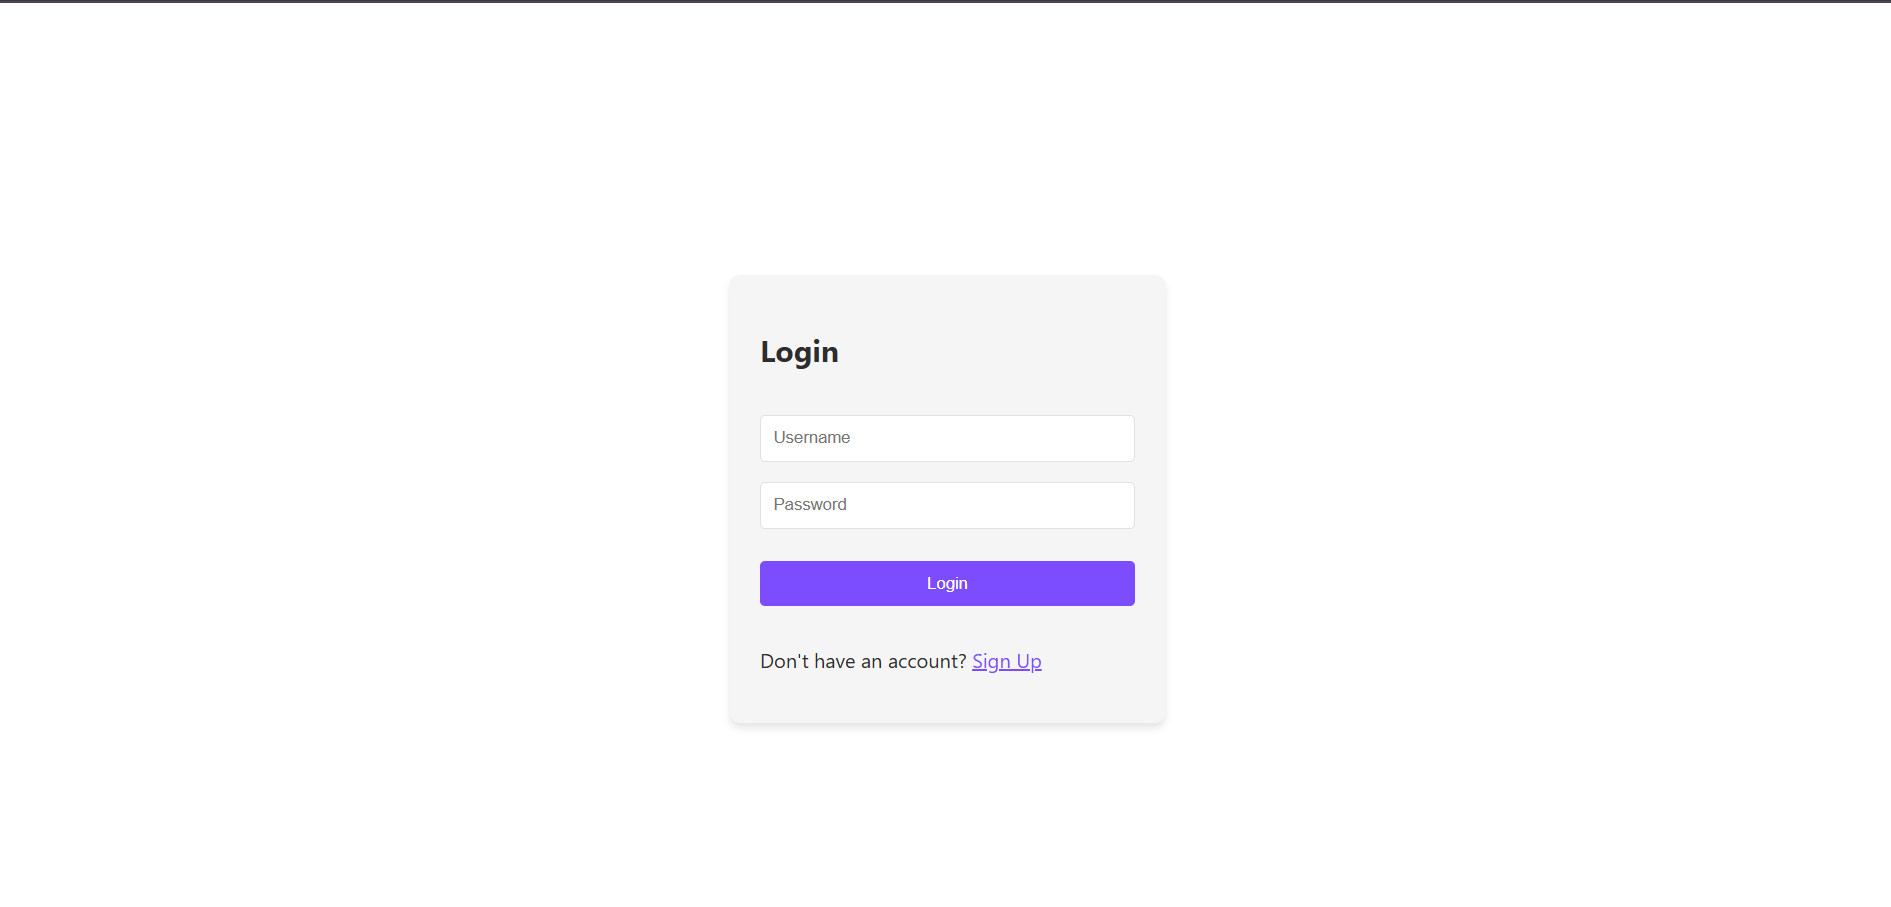 Login
Username
Password
Login
Don't have an account? Sign Up